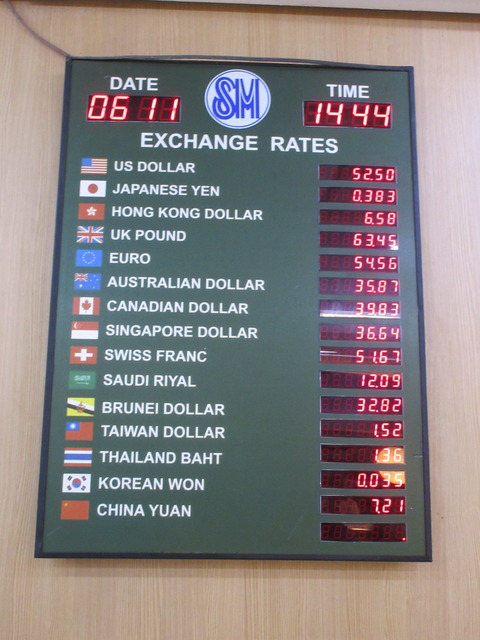 DATE
06 11
SM
TIME
14 44
EXCHANGE RATES
US DOLLAR 52.50
JAPANESE YEN 0.383
HONG KONG DOLLAR 6.58
UK POUND 63.45
EURO 54.56
AUSTRALIAN DOLLAR 35.87
CANADIAN DOLLAR 39.83
SINGAPORE DOLLAR 36.64
SWISS FRANC 51.67
SAUDI RIYAL 12.09
BRUNEI DOLLAR 32.82
TAIWAN DOLLAR 1.52
THAILAND BAHT 1.36
KOREAN WON 0.035
CHINA YUAN 7.21